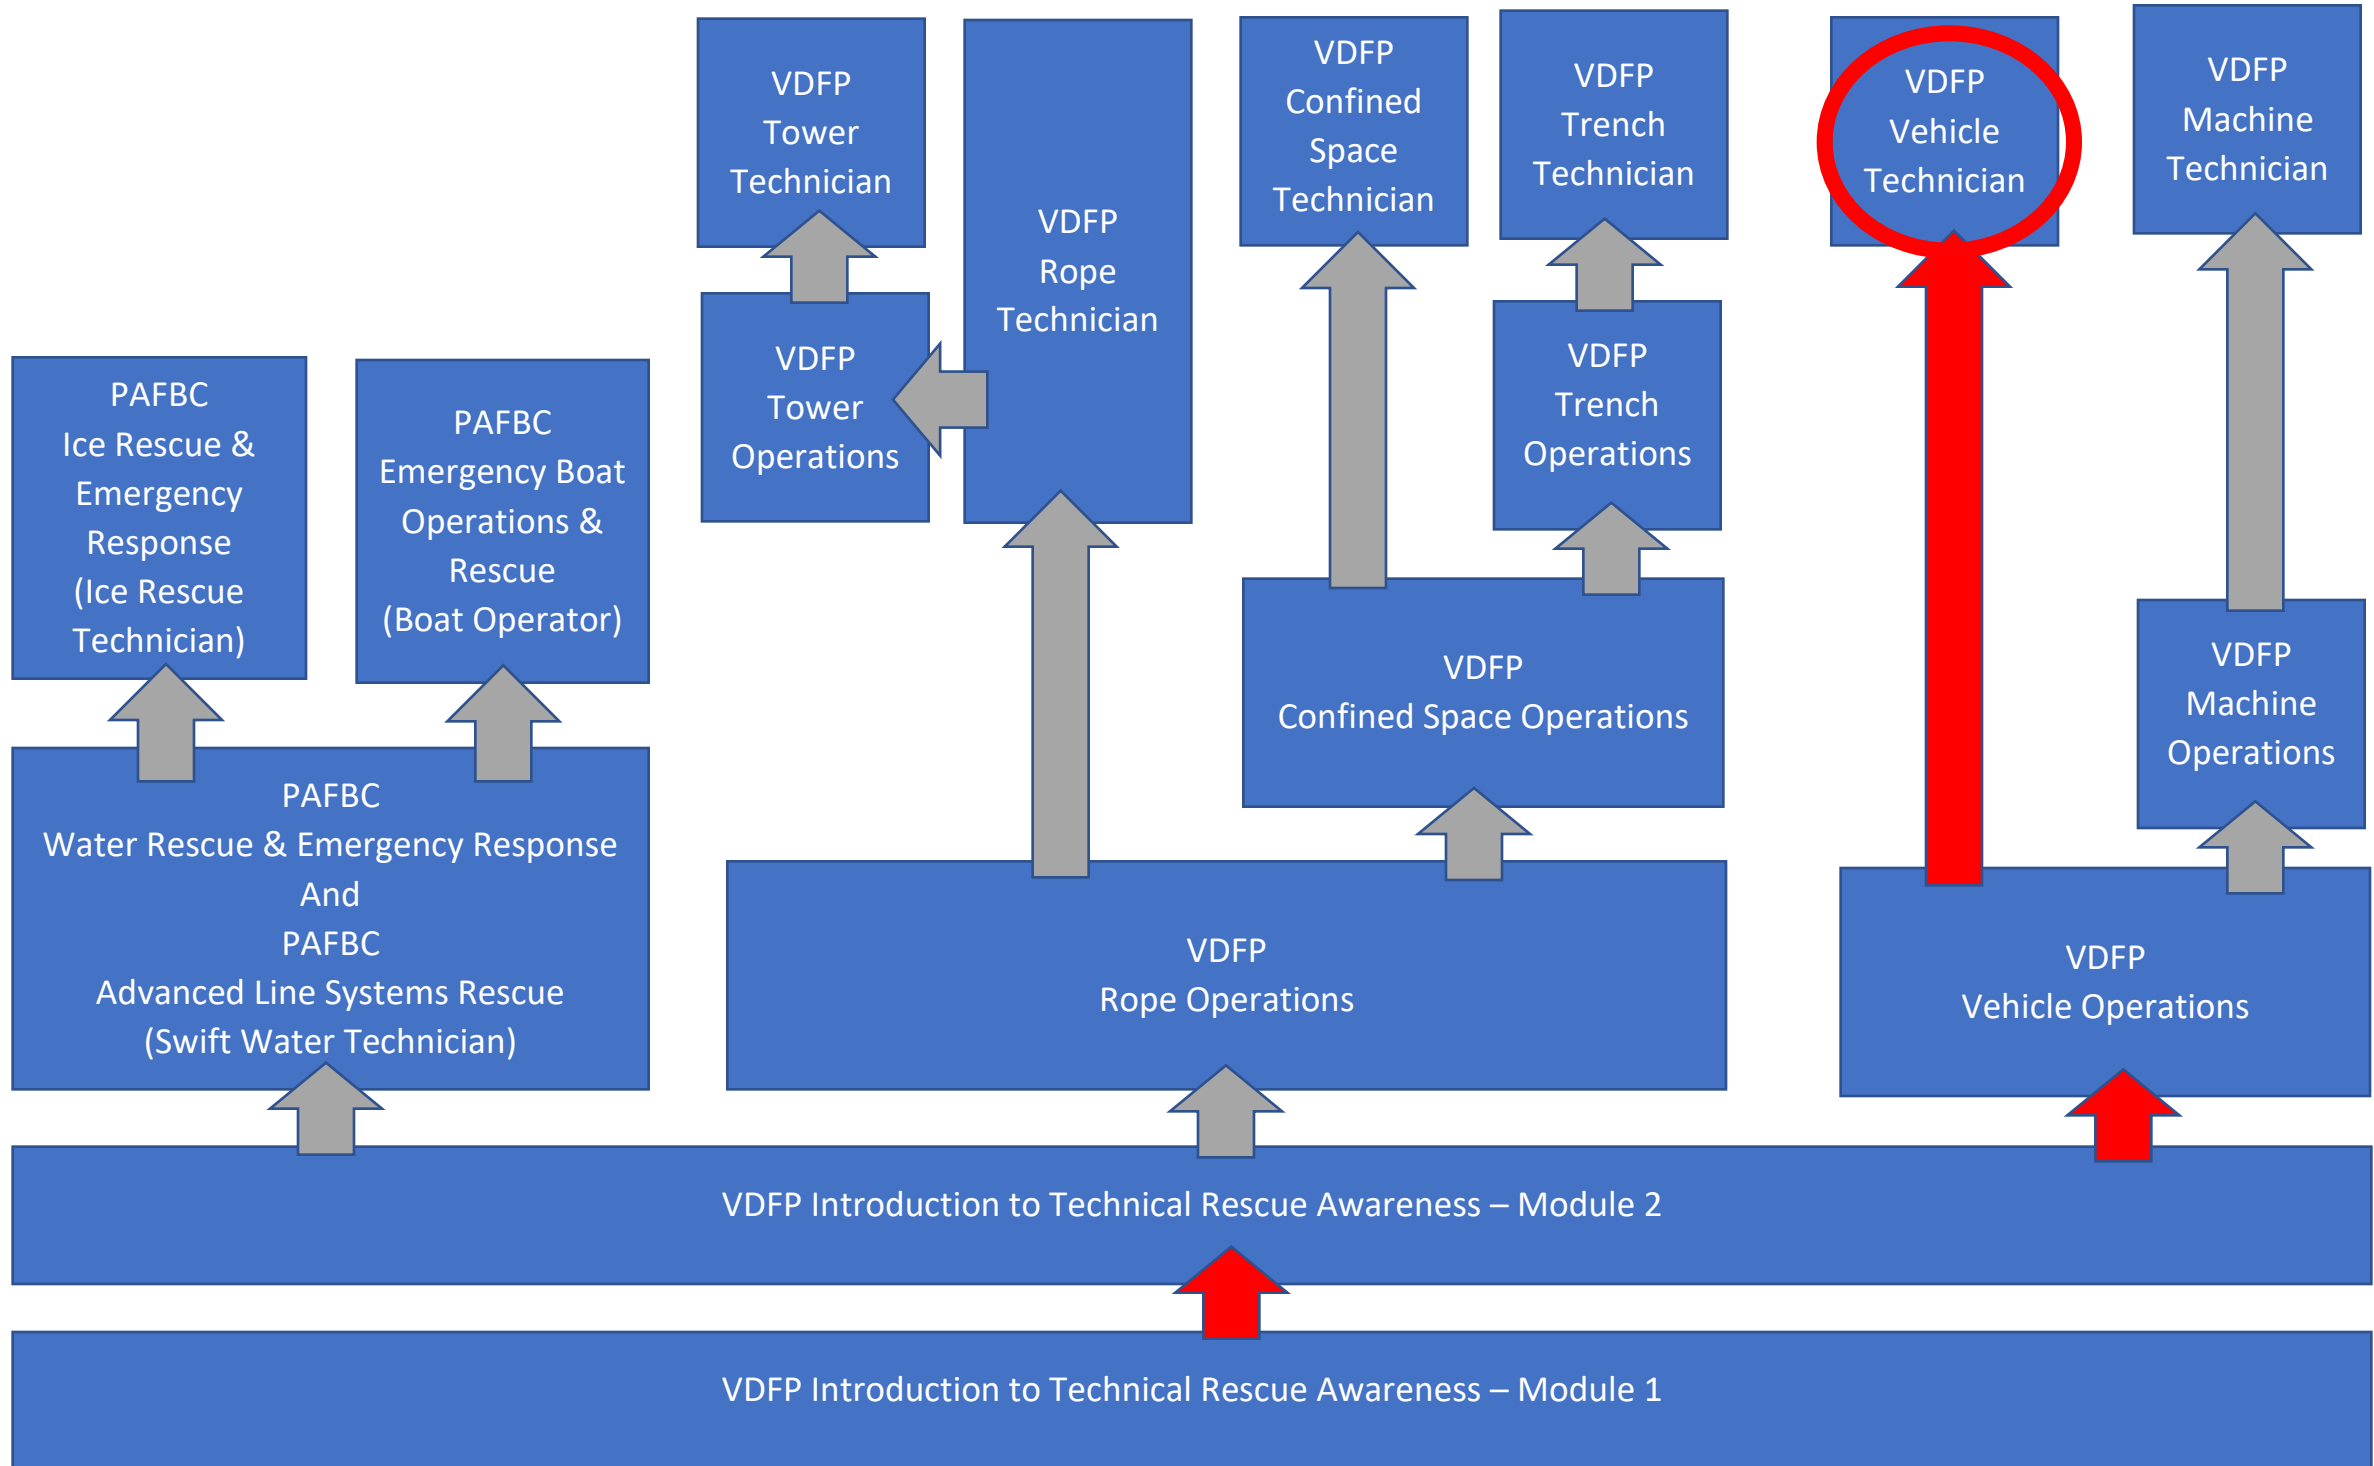 VDFP
Tower
Technician
VDFP
Rope
Technician
VDFP
Confined
Space
Technician
VDFP
Trench
Technician
VDFP
Vehicle
Technician
VDFP
Machine
Technician
VDFP
Tower
Operations
VDFP
Trench
Operations
PAFBC
Ice Rescue &
Emergency
Response
(Ice Rescue
Technician)
PAFBC
Emergency Boat
Operations &
Rescue
(Boat Operator)
VDFP
Confined Space Operations
VDFP
Machine
Operations
PAFBC
Water Rescue & Emergency Response
And
PAFBC
Advanced Line Systems Rescue
(Swift Water Technician)
VDFP
Rope Operations
VDFP
Vehicle Operations
VDFP Introduction to Technical Rescue Awareness – Module 2
VDFP Introduction to Technical Rescue Awareness – Module 1